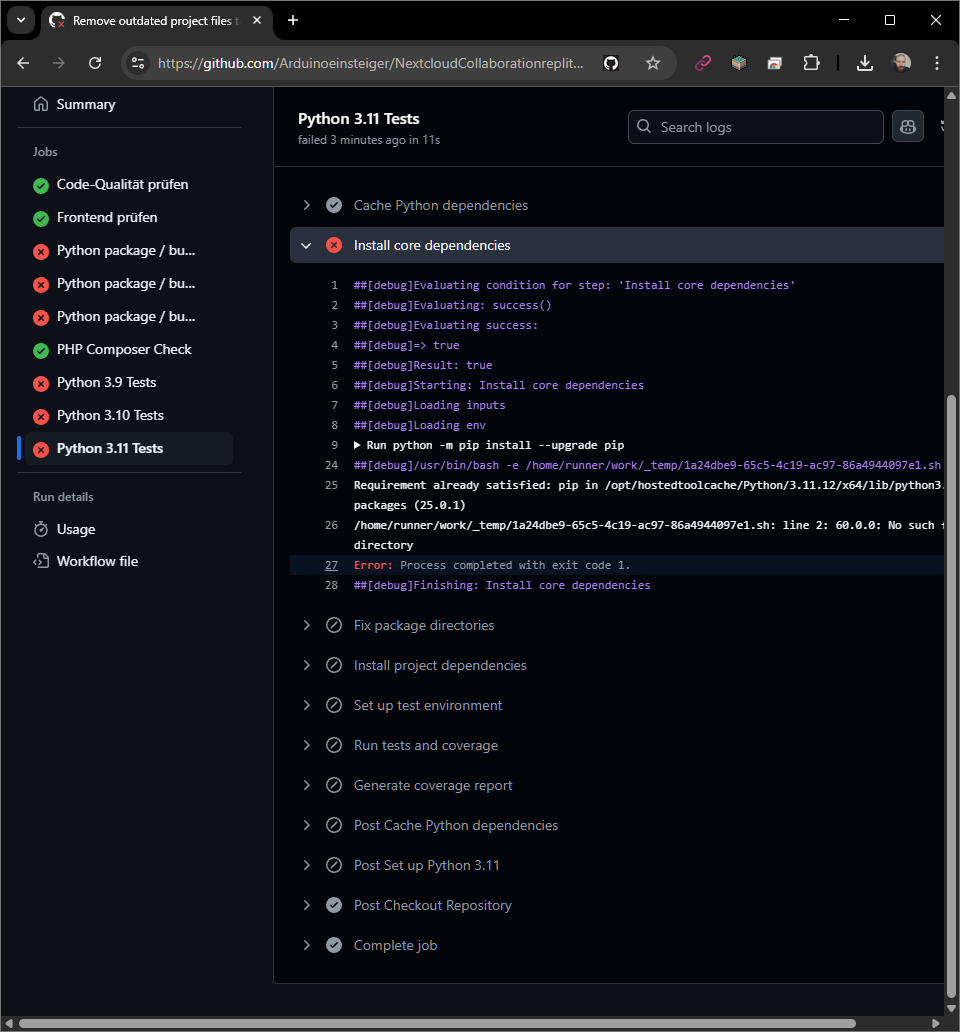 Remove outdated project files t
https://github.com/Arduinoeinsteiger/NextcloudCollaborationreplit...
Summary
Jobs
Code-Qualität prüfen
Frontend prüfen
Python package / bu...
Python package / bu...
Python package / bu...
PHP Composer Check
Python 3.9 Tests
Python 3.10 Tests
Python 3.11 Tests
Run details
Usage
Workflow file
Python 3.11 Tests
failed 3 minutes ago in 11s
Search logs
Cache Python dependencies
Install core dependencies
1 ##[debug]Evaluating condition for step: 'Install core dependencies'
2 ##[debug]Evaluating: success()
3 ##[debug]Evaluating success:
4 ##[debug]=> true
5 ##[debug]Result: true
6 ##[debug]Starting: Install core dependencies
7 ##[debug]Loading inputs
8 ##[debug]Loading env
9 Run python -m pip install --upgrade pip
24 ##[debug]/usr/bin/bash -e /home/runner/work/_temp/1a24dbe9-65c5-4c19-ac97-86a4944097e1.sh
25 Requirement already satisfied: pip in /opt/hostedtoolcache/Python/3.11.12/x64/lib/python3.
packages (25.0.1)
26 /home/runner/work/_temp/1a24dbe9-65c5-4c19-ac97-86a4944097e1.sh: line 2: 60.0.0: No such f
directory
27 Error: Process completed with exit code 1.
28 ##[debug]Finishing: Install core dependencies
Fix package directories
Install project dependencies
Set up test environment
Run tests and coverage
Generate coverage report
Post Cache Python dependencies
Post Set up Python 3.11
Post Checkout Repository
Complete job